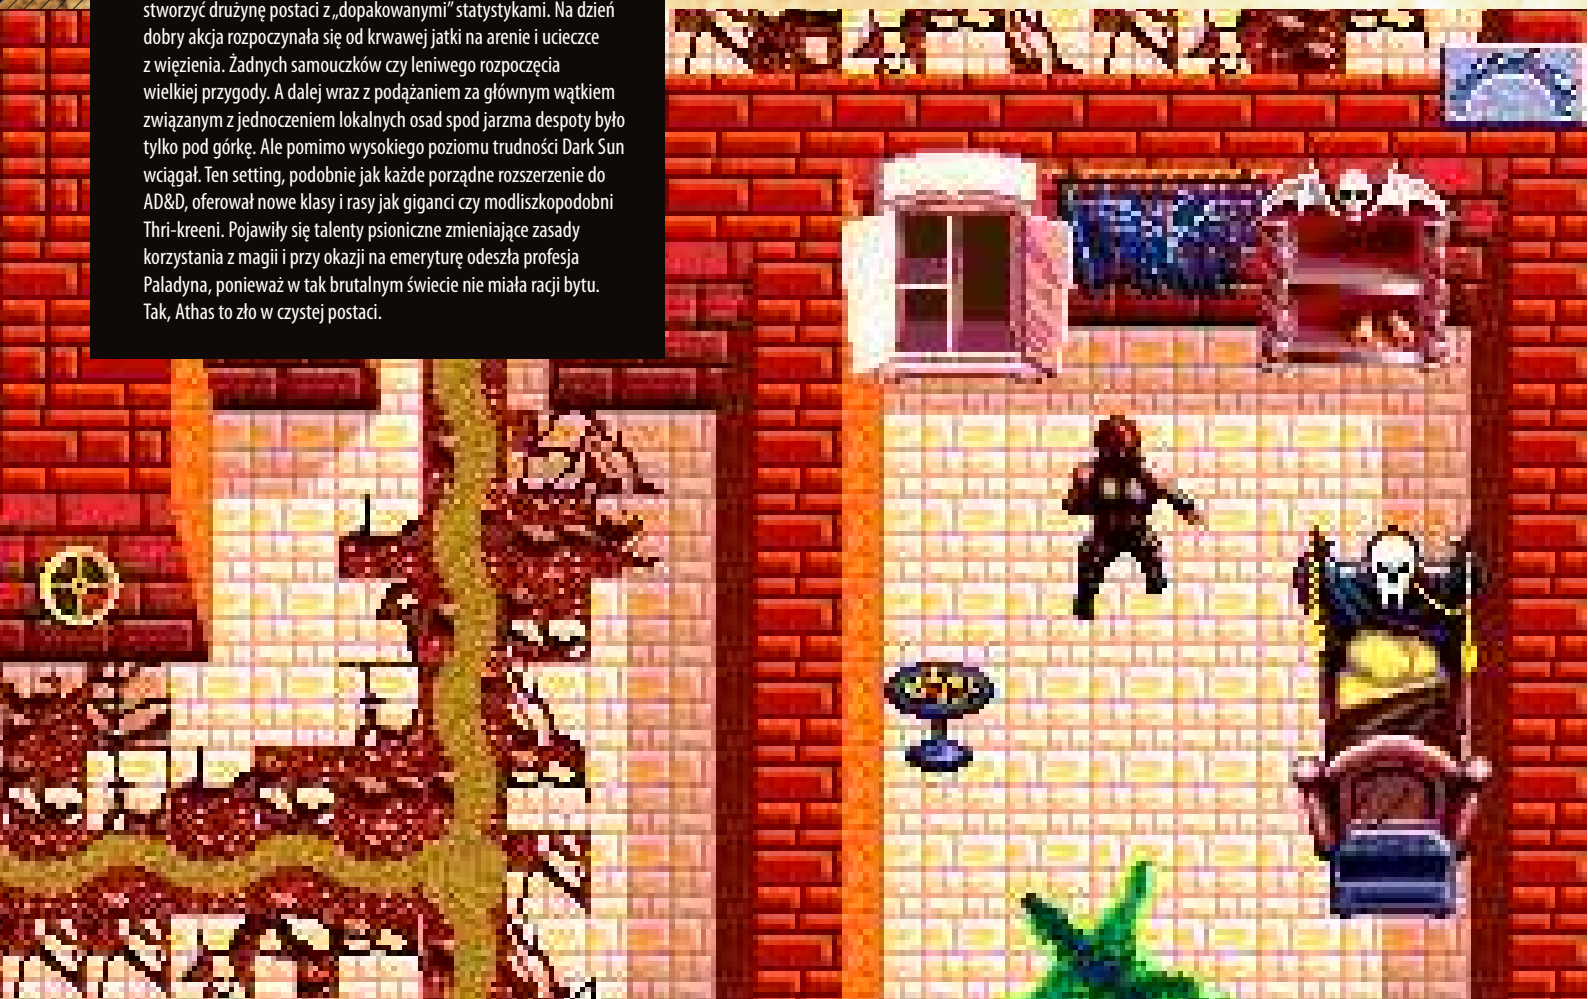 stworzyć drużynę postaci z „dopakowanymi” statystykami. Na dzień
dobry akcja rozpoczynała się od krwawej jatki na arenie i ucieczce
z więzienia. Żadnych samouczków czy leniwego rozpoczęcia
wielkiej przygody. A dalej wraz z podążaniem za głównym wątkiem
związanym z jednoczeniem lokalnych osad spod jarzma despoty było
tylko pod górkę. Ale pomimo wysokiego poziomu trudności Dark Sun
wciągał. Ten setting, podobnie jak każde porządne rozszerzenie do
AD&D, oferował nowe klasy i rasy jak giganci czy modliszkopodobni
Thri-kreeni. Pojawiły się talenty psioniczne zmieniające zasady
korzystania z magii i przy okazji na emeryturę odeszła profesja
Paladyna, ponieważ w tak brutalnym świecie nie miała racji bytu.
Tak, Athas to zło w czystej postaci.